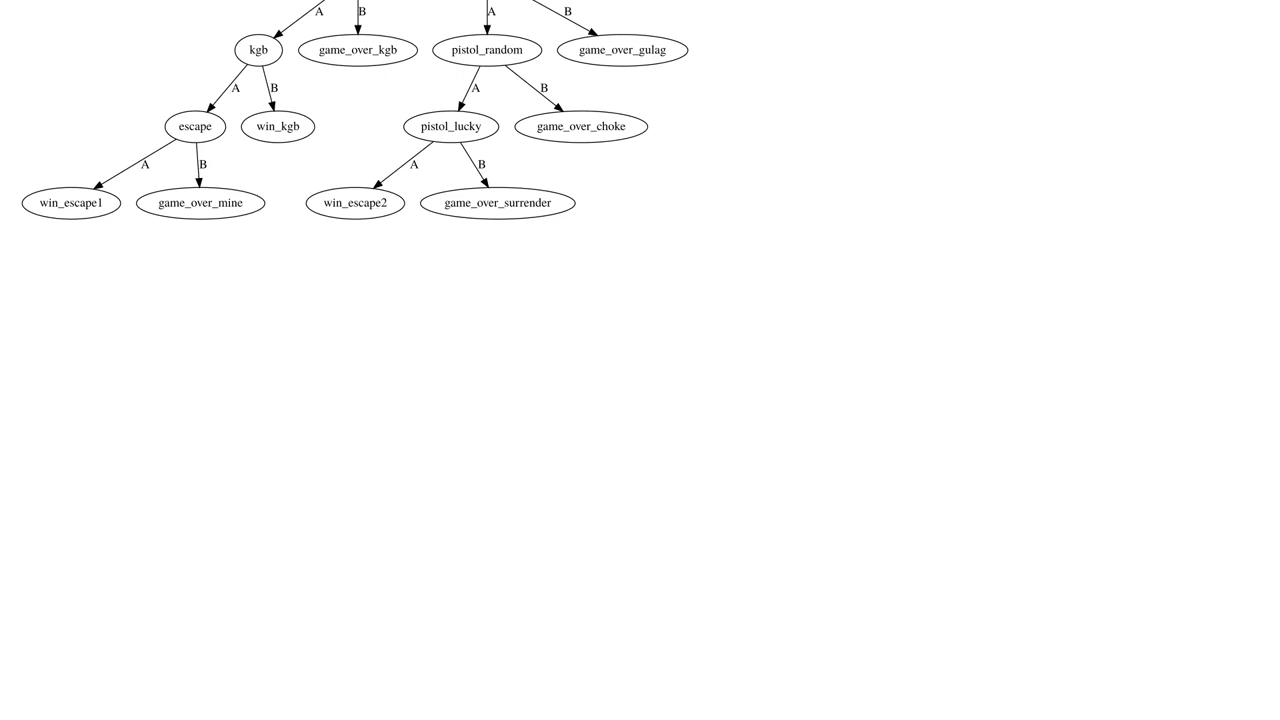 A B A B
kgb game_over_kgb pistol_random game_over_gulag
A B A B
escape win_kgb pistol_lucky game_over_choke
A B A B
win_escape1 game_over_mine win_escape2 game_over_surrender